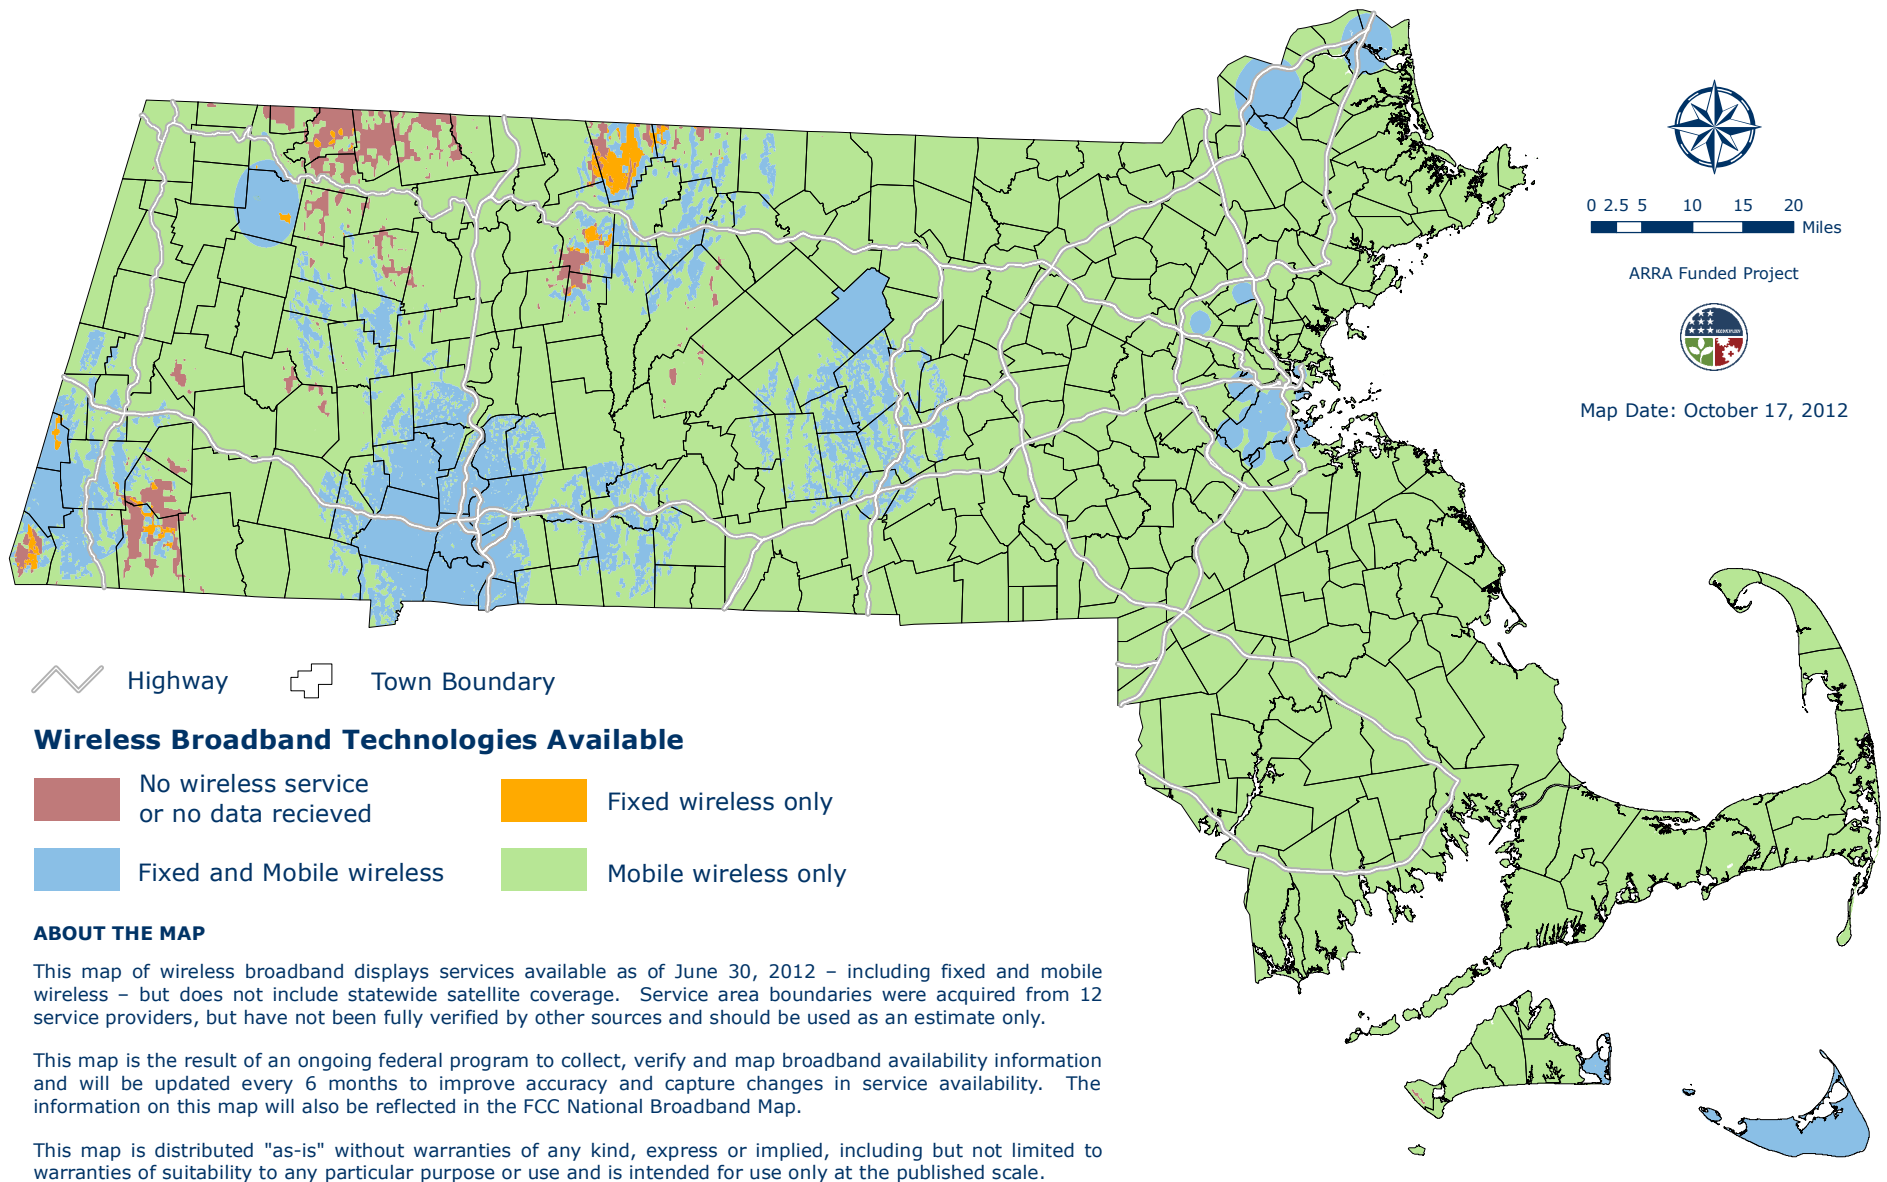 0 2.5 5 10 15 20
Miles
ARRA Funded Project
Map Date: October 17, 2012
Highway
Town Boundary
Wireless Broadband Technologies Available
No wireless service
or no data recieved
Fixed wireless only
Fixed and Mobile wireless
Mobile wireless only
ABOUT THE MAP
This map of wireless broadband displays services available as of June 30, 2012 – including fixed and mobile
wireless – but does not include statewide satellite coverage. Service area boundaries were acquired from 12
service providers, but have not been fully verified by other sources and should be used as an estimate only.
This map is the result of an ongoing federal program to collect, verify and map broadband availability information
and will be updated every 6 months to improve accuracy and capture changes in service availability. The
information on this map will also be reflected in the FCC National Broadband Map.
This map is distributed "as-is" without warranties of any kind, express or implied, including but not limited to
warranties of suitability to any particular purpose or use and is intended for use only at the published scale.